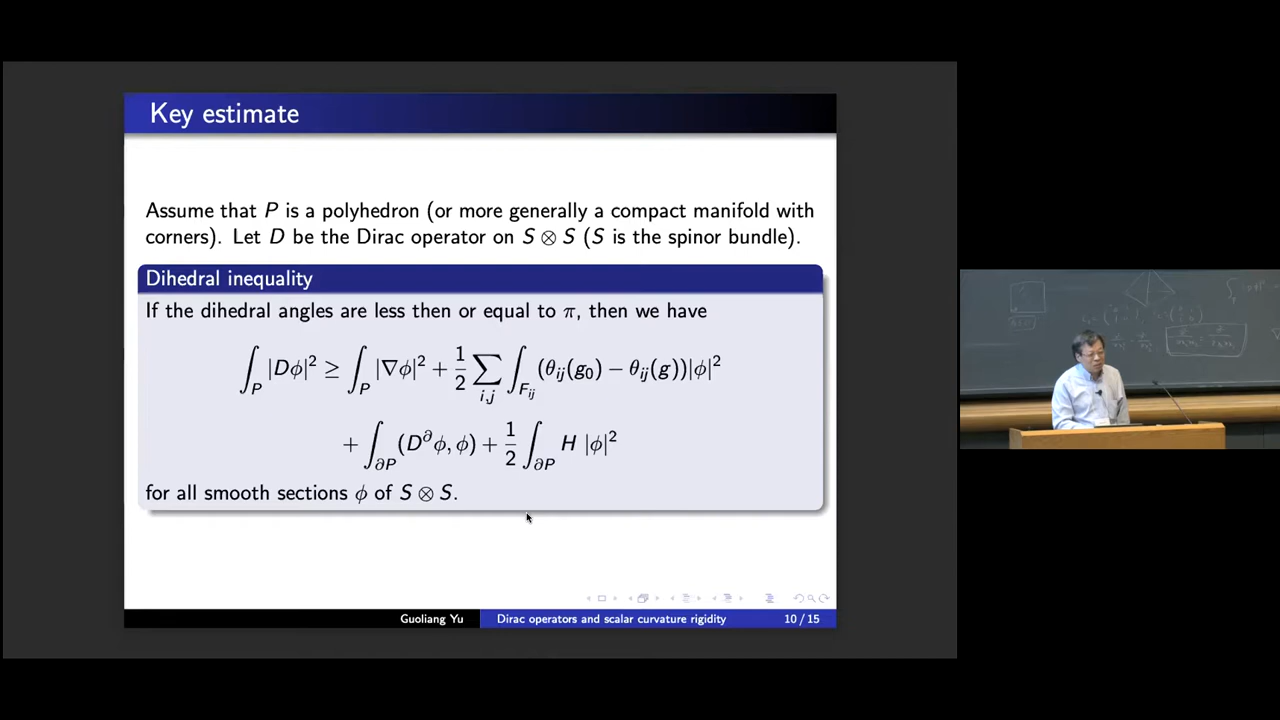 Key estimate
Assume that P is a polyhedron (or more generally a compact manifold with
corners). Let D be the Dirac operator on S ⊗ S (S is the spinor bundle).
Dihedral inequality
If the dihedral angles are less then or equal to π, then we have
∫_P |Dϕ|² ≥ ∫_P |∇ϕ|² + 1/2 ∑_{i,j} ∫_{F_{ij}} (θ_{ij}(g₀) − θ_{ij}(g))|ϕ|²
+ ∫_{∂P} (D^∂ϕ, ϕ) + 1/2 ∫_{∂P} H |ϕ|²
for all smooth sections ϕ of S ⊗ S.
Guoliang Yu
Dirac operators and scalar curvature rigidity
10 / 15